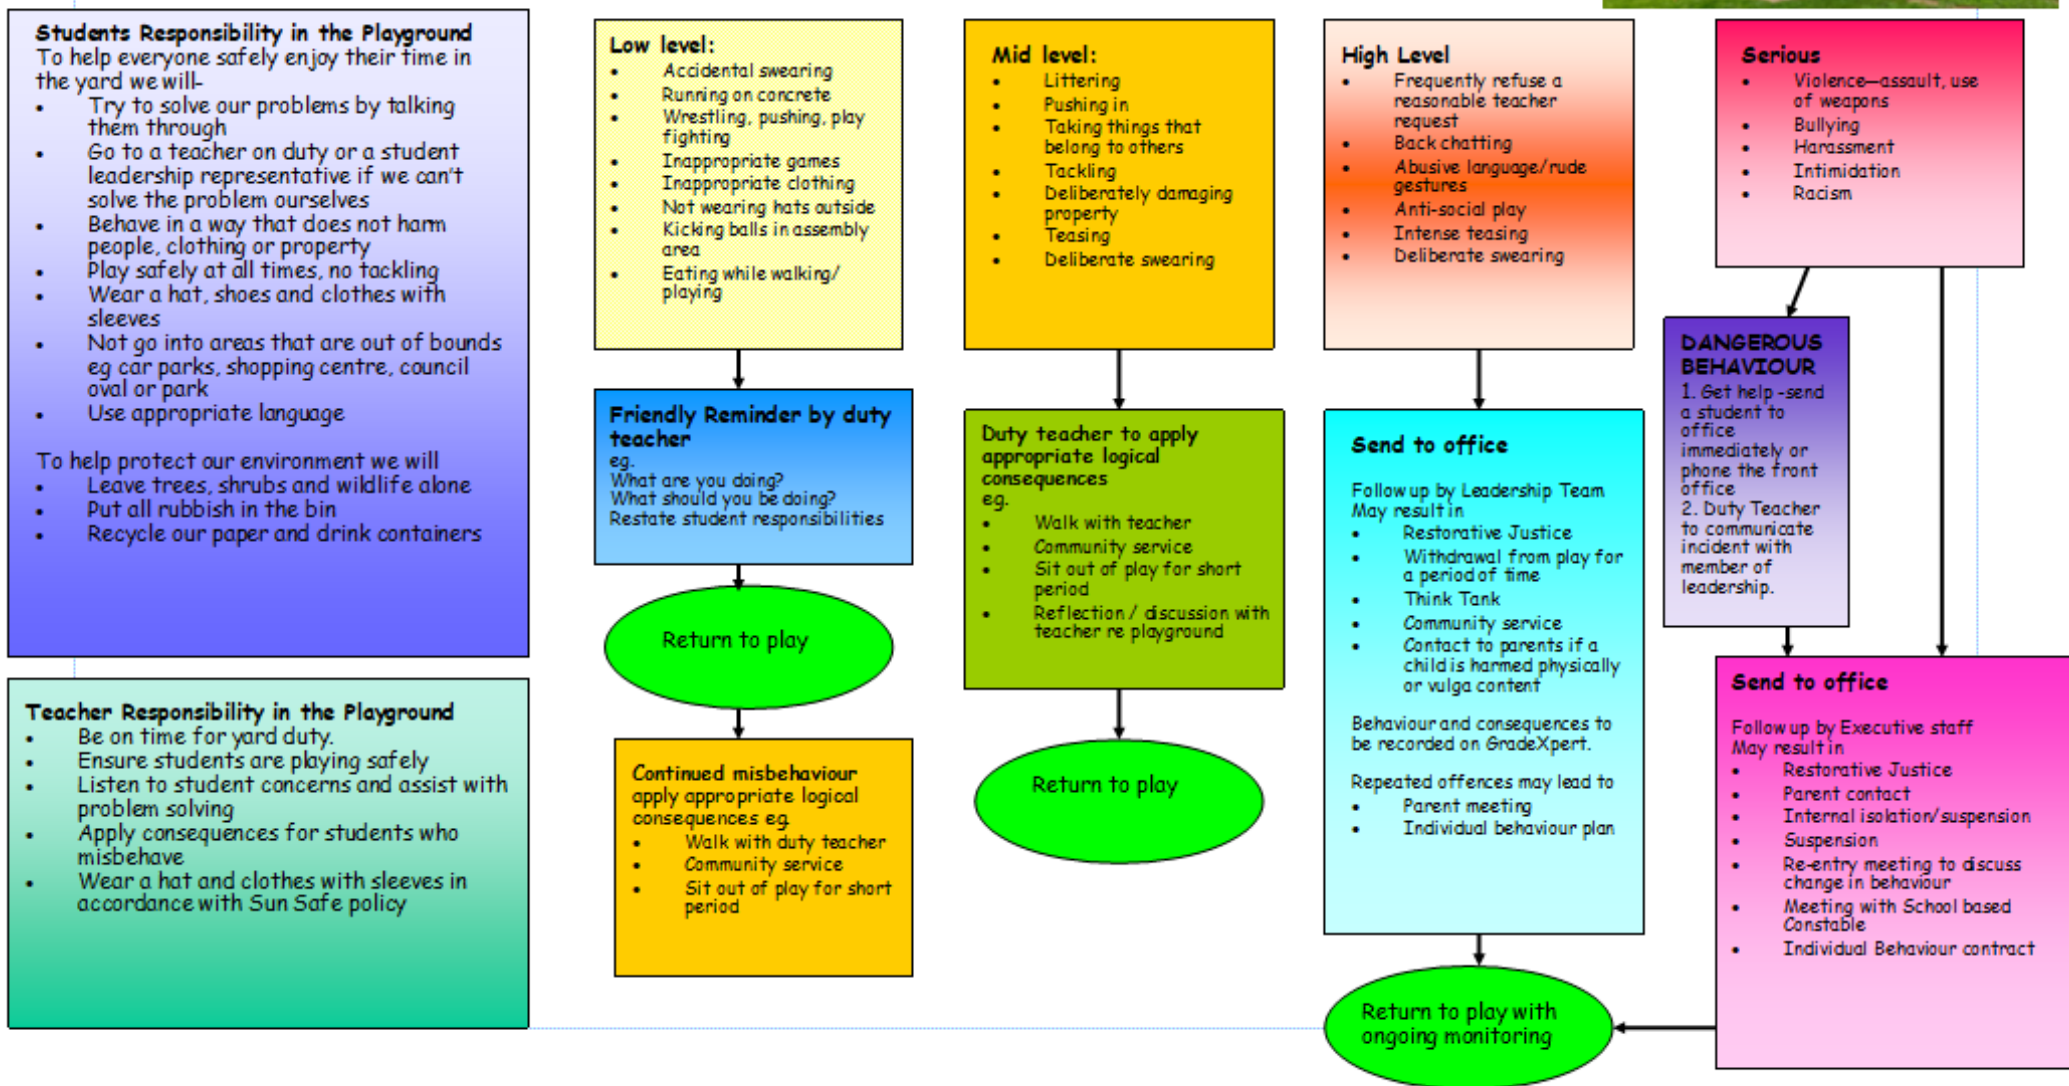 Students Responsibility in the Playground
To help everyone safely enjoy their time in
the yard we will-
• Try to solve our problems by talking
them through
• Go to a teacher on duty or a student
leadership representative if we can't
solve the problem ourselves
• Behave in a way that does not harm
people, clothing or property
• Play safely at all times, no tackling
• Wear a hat, shoes and clothes with
sleeves
• Not go into areas that are out of bounds
eg car parks, shopping centre, council
oval or park
• Use appropriate language
To help protect our environment we will
• Leave trees, shrubs and wildlife alone
• Put all rubbish in the bin
• Recycle our paper and drink containers
Teacher Responsibility in the Playground
• Be on time for yard duty.
• Ensure students are playing safely
• Listen to student concerns and assist with
problem solving
• Apply consequences for students who
misbehave
• Wear a hat and clothes with sleeves in
accordance with Sun Safe policy
Low level:
• Accidental swearing
• Running on concrete
• Wrestling, pushing, play
fighting
• Inappropriate games
• Inappropriate clothing
• Not wearing hats outside
• Kicking balls in assembly
area
• Eating while walking/
playing
Friendly Reminder by duty
teacher
eg.
What are you doing?
What should you be doing?
Restate student responsibilities
Return to play
Continued misbehaviour
apply appropriate logical
consequences eg.
• Walk with duty teacher
• Community service
• Sit out of play for short
period
Mid level:
• Littering
• Pushing in
• Taking things that
belong to others
• Tackling
• Deliberately damaging
property
• Teasing
• Deliberate swearing
Duty teacher to apply
appropriate logical
consequences
eg.
• Walk with teacher
• Community service
• Sit out of play for short
period
• Reflection / discussion with
teacher re playground
Return to play
High Level
• Frequently refuse a
reasonable teacher
request
• Back chatting
• Abusive language/rude
gestures
• Anti-social play
• Intense teasing
• Deliberate swearing
Send to office
Follow up by Leadership Team
May result in
• Restorative Justice
• Withdrawal from play for
a period of time
• Think Tank
• Community service
• Contact to parents if a
child is harmed physically
or vulga content
Behaviour and consequences to
be recorded on GradeXpert.
Repeated offences may lead to
• Parent meeting
• Individual behaviour plan
Return to play with
ongoing monitoring
Serious
• Violence—assault, use
of weapons
• Bullying
• Harassment
• Intimidation
• Racism
DANGEROUS
BEHAVIOUR
1. Get help -send
a student to
office
immediately or
phone the front
office
2. Duty Teacher
to communicate
incident with
member of
leadership.
Send to office
Follow up by Executive staff
May result in
• Restorative Justice
• Parent contact
• Internal isolation/suspension
• Suspension
• Re-entry meeting to discuss
change in behaviour
• Meeting with School based
Constable
• Individual Behaviour contract